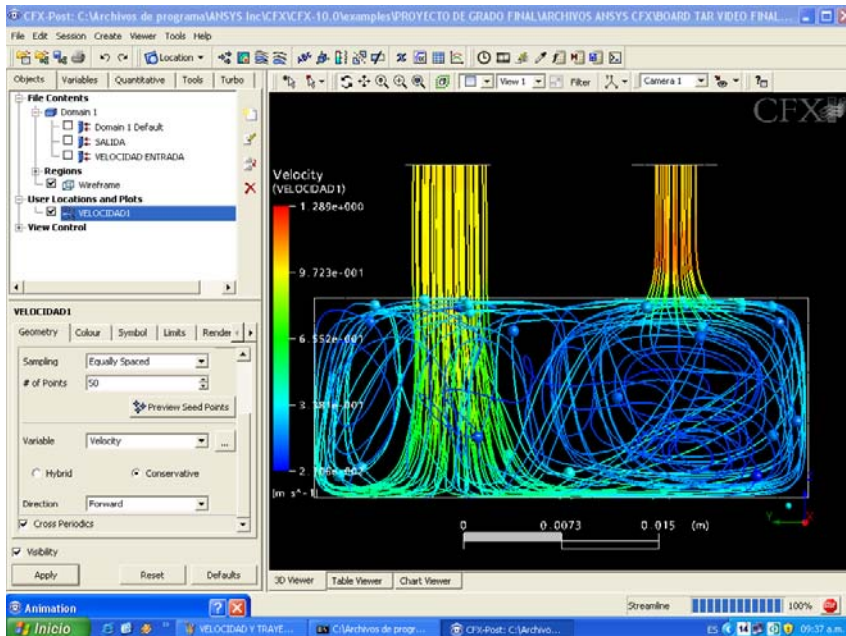 CFX-Post: C:\Archivos de programa\ANSYS Inc\CFX\CFX-10.0\examples\PROYECTO DE GRADO FINAL\ARCHIVOS ANSYS CFX\BOARD TAR VIDEO FINAL...
File Edit Session Create Viewer Tools Help
Location
Objects Variables Quantitative Tools Turbo
View 1 Filter Camera 1
File Contents
Domain 1
Domain 1 Default
SALIDA
VELOCIDAD ENTRADA
Regions
Wireframe
User Locations and Plots
VELOCIDAD1
View Control
VELOCIDAD1
Geometry Colour Symbol Limits Render
Sampling Equally Spaced
# of Points 50
Preview Seed Points
Variable Velocity ...
Hybrid Conservative
Direction Forward
Cross Periodics
Visibility
Apply Reset Defaults
CFX
Velocity
(VELOCIDAD1)
1.289e+000
9.723e-001
6.552e-001
3.381e-001
[m s^-1]
0 0.0073 0.015 (m)
Y Z X
3D Viewer Table Viewer Chart Viewer
Animation
Streamline 100%
Inicio
VELOCIDAD Y TRAYE...
C:\Archivos de progr...
CFX-Post: C:\Archivo...
ES 14 09:37 a.m.